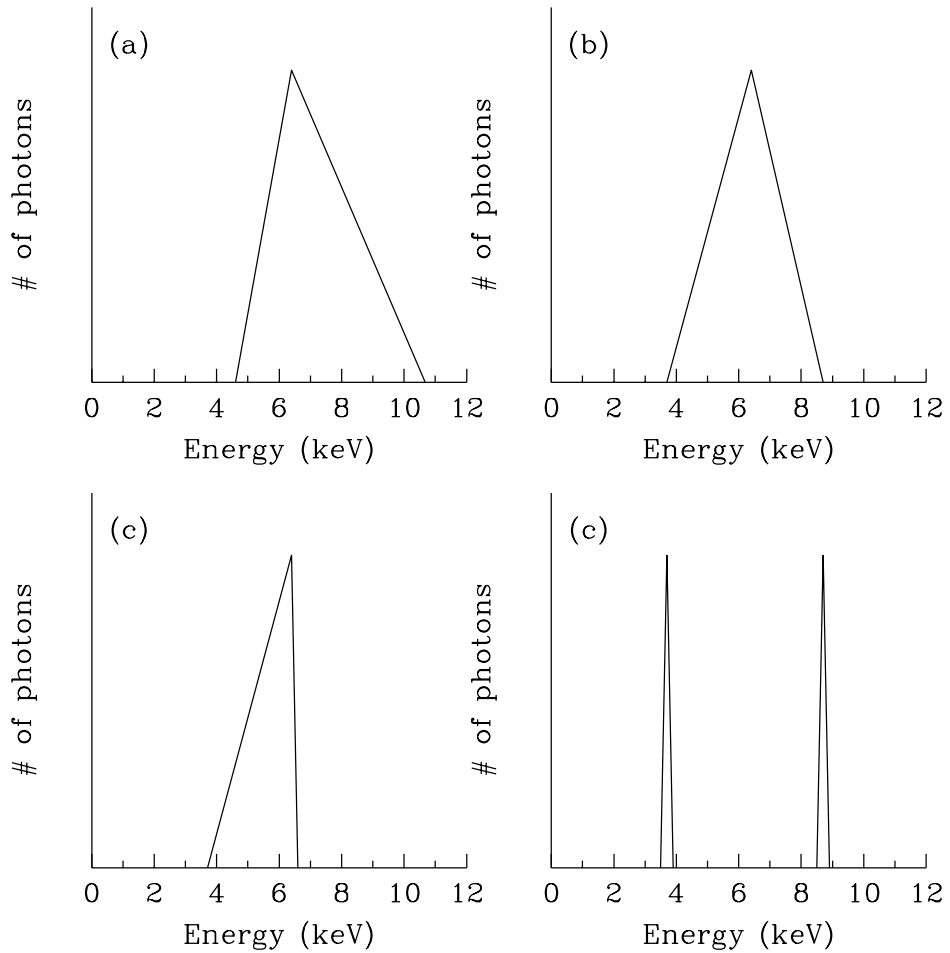 (a)
# of photons
0 2 4 6 8 10 12
Energy (keV)
(b)
# of photons
0 2 4 6 8 10 12
Energy (keV)
(c)
# of photons
0 2 4 6 8 10 12
Energy (keV)
(c)
# of photons
0 2 4 6 8 10 12
Energy (keV)